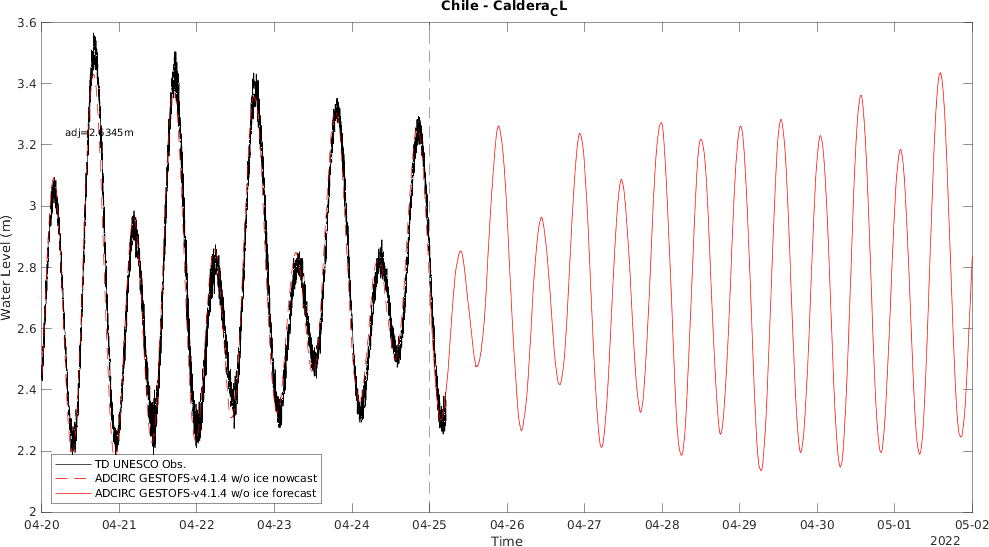 Chile - Caldera_CL
3.6
3.4
3.2
3
2.8
2.6
2.4
2.2
2
Water Level (m)
adj=2.6345m
TD UNESCO Obs.
ADCIRC GESTOFS-v4.1.4 w/o ice nowcast
ADCIRC GESTOFS-v4.1.4 w/o ice forecast
04-20 04-21 04-22 04-23 04-24 04-25 04-26 04-27 04-28 04-29 04-30 05-01 05-02
Time
2022